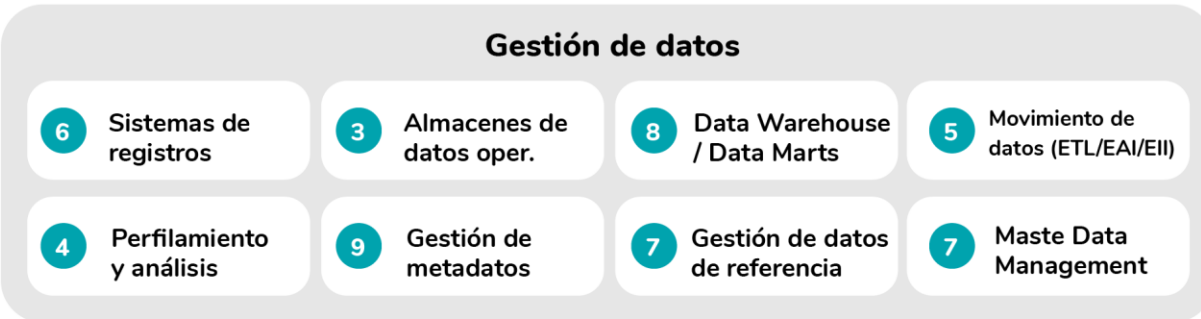 Gestión de datos
6
Sistemas de
registros
3
Almacenes de
datos oper.
8
Data Warehouse
/ Data Marts
5
Movimiento de
datos (ETL/EAI/EII)
4
Perfilamiento
y análisis
9
Gestión de
metadatos
7
Gestión de datos
de referencia
7
Maste Data
Management